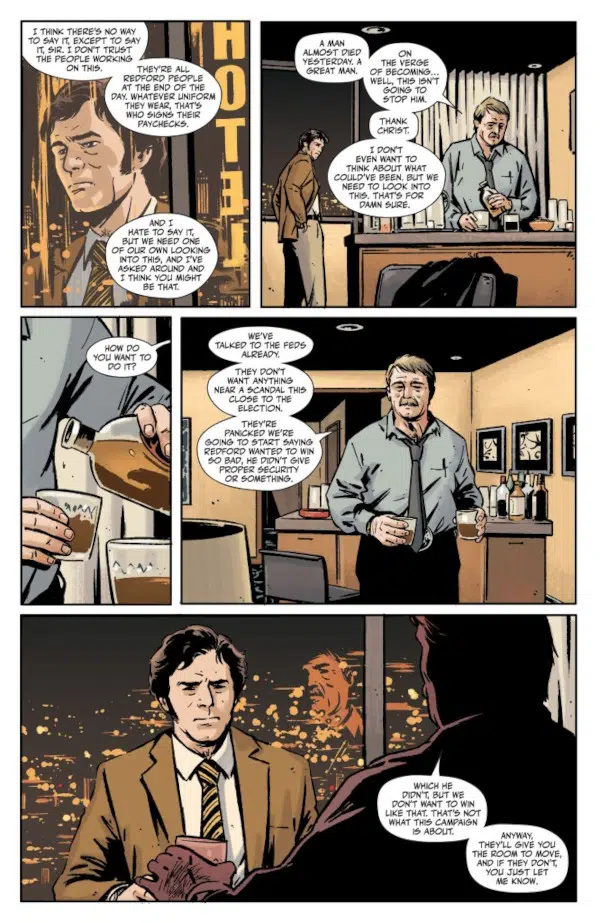 I THINK THERE'S NO WAY
TO SAY IT, EXCEPT TO SAY
IT, SIR. I DON'T TRUST
THE PEOPLE WORKING
ON THIS.
THEY'RE ALL
REDFORD PEOPLE
AT THE END OF THE
DAY. WHATEVER UNIFORM
THEY WEAR, THAT'S
WHO SIGNS THEIR
PAYCHECKS.
HOTEL
AND I
HATE TO SAY IT,
BUT WE NEED ONE
OF OUR OWN LOOKING
INTO THIS, AND I'VE
ASKED AROUND AND
I THINK YOU MIGHT
BE THAT.
A MAN
ALMOST DIED
YESTERDAY. A
GREAT MAN.
ON
THE VERGE
OF BECOMING...
WELL, THIS ISN'T
GOING TO
STOP HIM.
THANK
CHRIST.
I DON'T
EVEN WANT TO
THINK ABOUT WHAT
COULD'VE BEEN. BUT WE
NEED TO LOOK INTO
THIS. THAT'S FOR
DAMN SURE.
HOW DO
YOU WANT TO
DO IT?
WE'VE
TALKED TO THE FEDS
ALREADY.
THEY DON'T
WANT ANYTHING
NEAR A SCANDAL THIS
CLOSE TO THE
ELECTION.
THEY'RE
PANICKED WE'RE
GOING TO START SAYING
REDFORD WANTED TO WIN
SO BAD, HE DIDN'T GIVE
PROPER SECURITY
OR SOMETHING.
WHICH HE
DIDN'T, BUT WE
DON'T WANT TO WIN
LIKE THAT. THAT'S NOT
WHAT THIS CAMPAIGN
IS ABOUT.
ANYWAY,
THEY'LL GIVE YOU
THE ROOM TO MOVE,
AND IF THEY DON'T,
YOU JUST LET
ME KNOW.